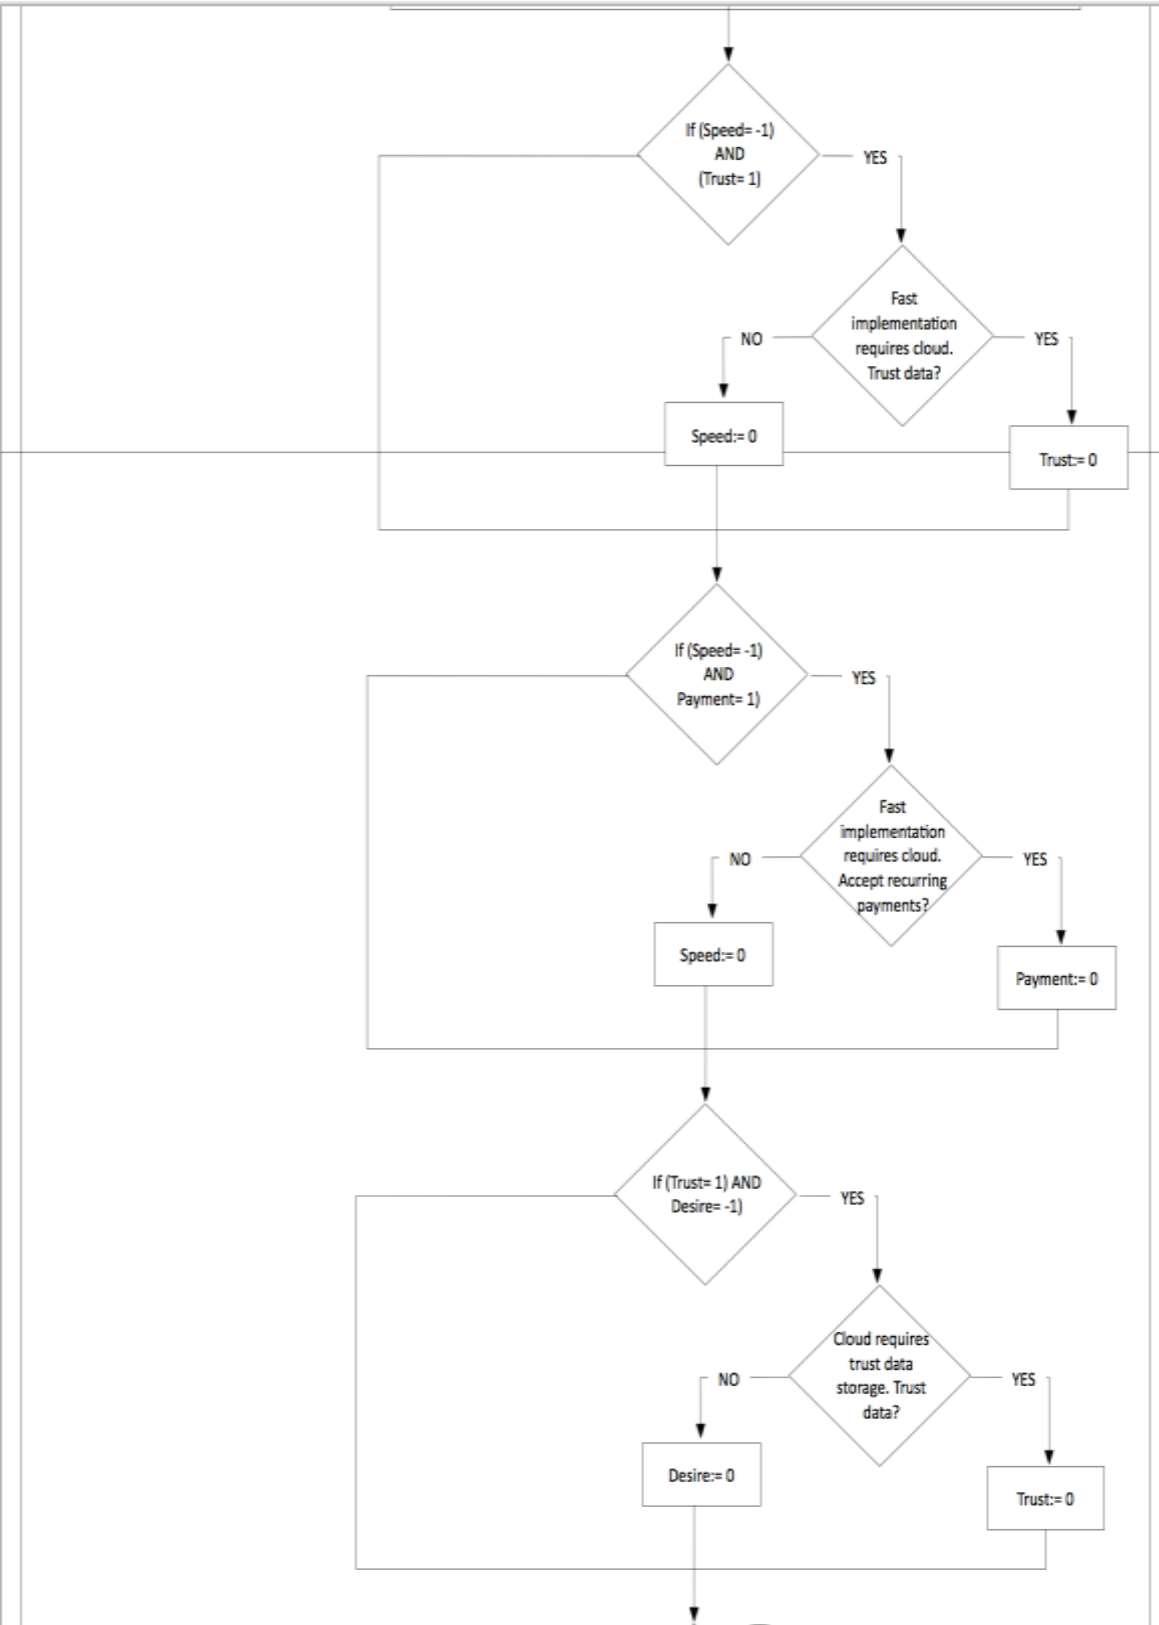 If (Speed= -1)
AND
(Trust= 1)
YES
Fast
implementation
requires cloud.
Trust data?
NO
YES
Speed:= 0
Trust:= 0
If (Speed= -1)
AND
Payment= 1)
YES
Fast
implementation
requires cloud.
Accept recurring
payments?
NO
YES
Speed:= 0
Payment:= 0
If (Trust= 1) AND
Desire= -1)
YES
Cloud requires
trust data
storage. Trust
data?
NO
YES
Desire:= 0
Trust:= 0